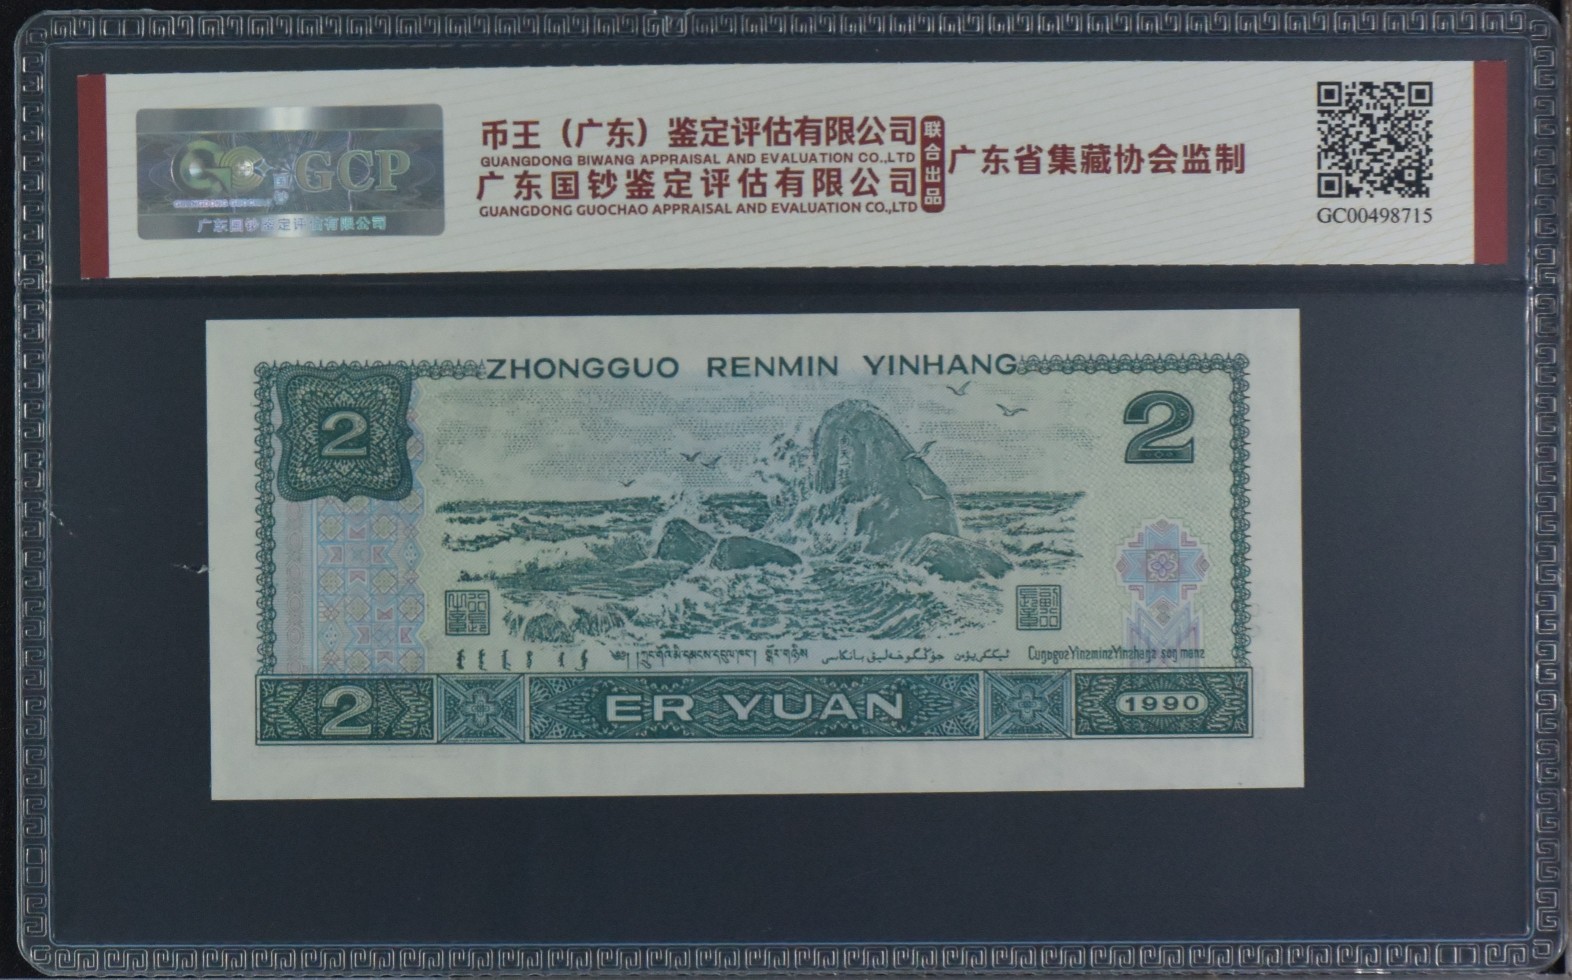 币王（广东）鉴定评估有限公司
GUANGDONG BIWANG APPRAISAL AND EVALUATION CO.,LTD
广东国钞鉴定评估有限公司
GUANGDONG GUOCHAO APPRAISAL AND EVALUATION CO.,LTD
联合出品
广东省集藏协会监制
GCP
广东国钞鉴定评估有限公司
GC00498715
ZHONGGUO RENMIN YINHANG
2
2
2
ER YUAN
1990